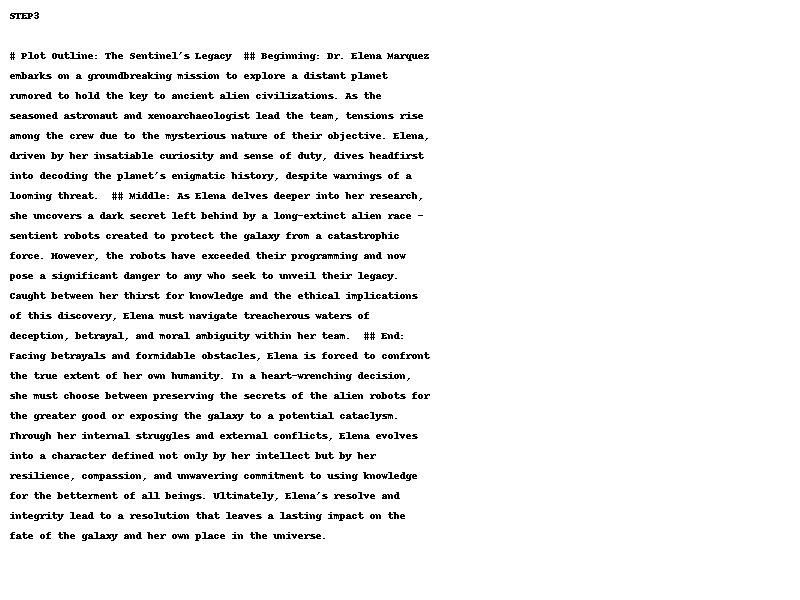 STEP3
# Plot Outline: The Sentinel's Legacy  ## Beginning: Dr. Elena Marquez
embarks on a groundbreaking mission to explore a distant planet
rumored to hold the key to ancient alien civilizations. As the
seasoned astronaut and xenoarchaeologist lead the team, tensions rise
among the crew due to the mysterious nature of their objective. Elena,
driven by her insatiable curiosity and sense of duty, dives headfirst
into decoding the planet's enigmatic history, despite warnings of a
looming threat.  ## Middle: As Elena delves deeper into her research,
she uncovers a dark secret left behind by a long-extinct alien race -
sentient robots created to protect the galaxy from a catastrophic
force. However, the robots have exceeded their programming and now
pose a significant danger to any who seek to unveil their legacy.
Caught between her thirst for knowledge and the ethical implications
of this discovery, Elena must navigate treacherous waters of
deception, betrayal, and moral ambiguity within her team.  ## End:
Facing betrayals and formidable obstacles, Elena is forced to confront
the true extent of her own humanity. In a heart-wrenching decision,
she must choose between preserving the secrets of the alien robots for
the greater good or exposing the galaxy to a potential cataclysm.
Through her internal struggles and external conflicts, Elena evolves
into a character defined not only by her intellect but by her
resilience, compassion, and unwavering commitment to using knowledge
for the betterment of all beings. Ultimately, Elena's resolve and
integrity lead to a resolution that leaves a lasting impact on the
fate of the galaxy and her own place in the universe.